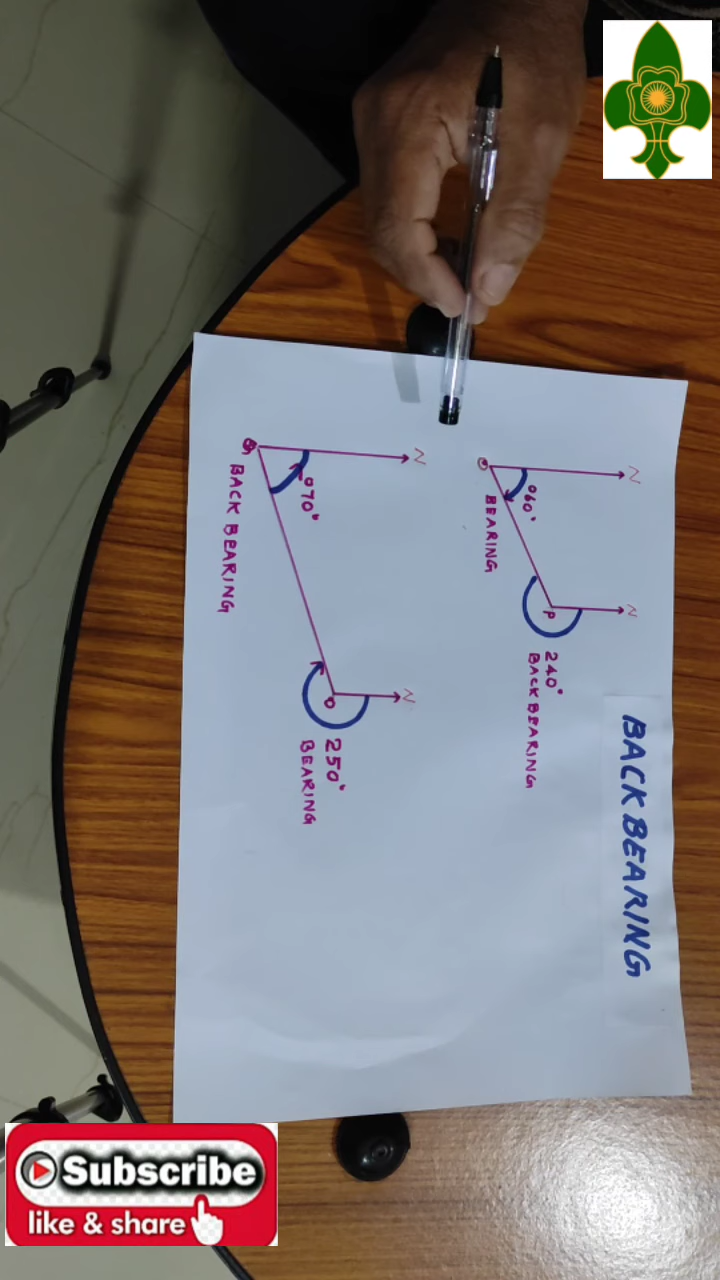 BACK BEARING
N
N
060°
O
BEARING
P
240°
BACK BEARING
N
N
070°
BACK BEARING
O
250°
BEARING
Subscribe
like & share